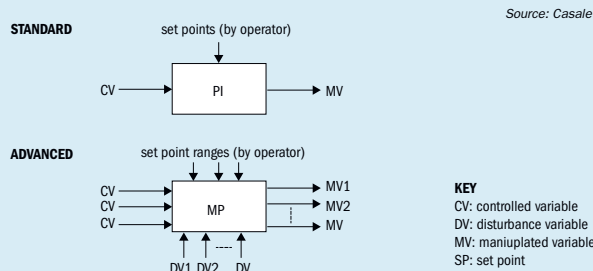 Source: Casale
STANDARD
set points (by operator)
CV
PI
MV
ADVANCED
set point ranges (by operator)
CV
CV
CV
MP
MV1
MV2
MV
DV1 DV2 DV
KEY
CV: controlled variable
DV: disturbance variable
MV: maniuplated variable
SP: set point